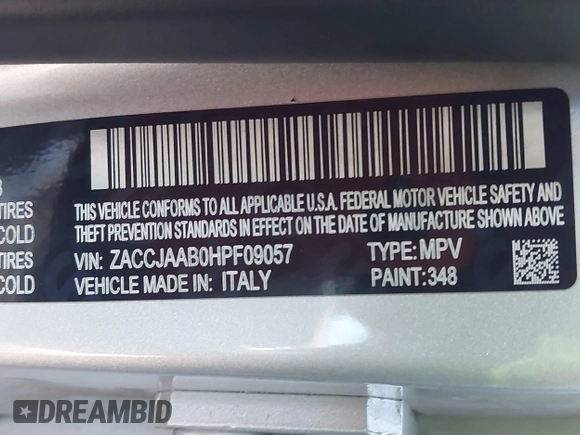 TIRES
COLD
TIRES
COLD
THIS VEHICLE CONFORMS TO ALL APPLICABLE U.S.A. FEDERAL MOTOR VEHICLE SAFETY AND
THEFT PREVENTION STANDARDS IN EFFECT ON THE DATE OF MANUFACTURE SHOWN ABOVE
VIN: ZACCJAAB0HPF09057 TYPE: MPV
VEHICLE MADE IN: ITALY PAINT: 348
DREAMBID